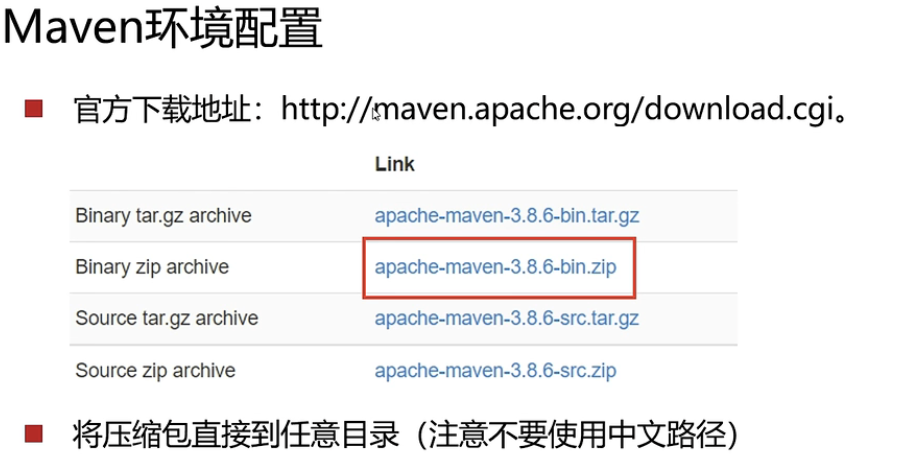 Maven环境配置
官方下载地址：http://maven.apache.org/download.cgi。
Link
Binary tar.gz archive apache-maven-3.8.6-bin.tar.gz
Binary zip archive apache-maven-3.8.6-bin.zip
Source tar.gz archive apache-maven-3.8.6-src.tar.gz
Source zip archive apache-maven-3.8.6-src.zip
将压缩包直接到任意目录（注意不要使用中文路径）